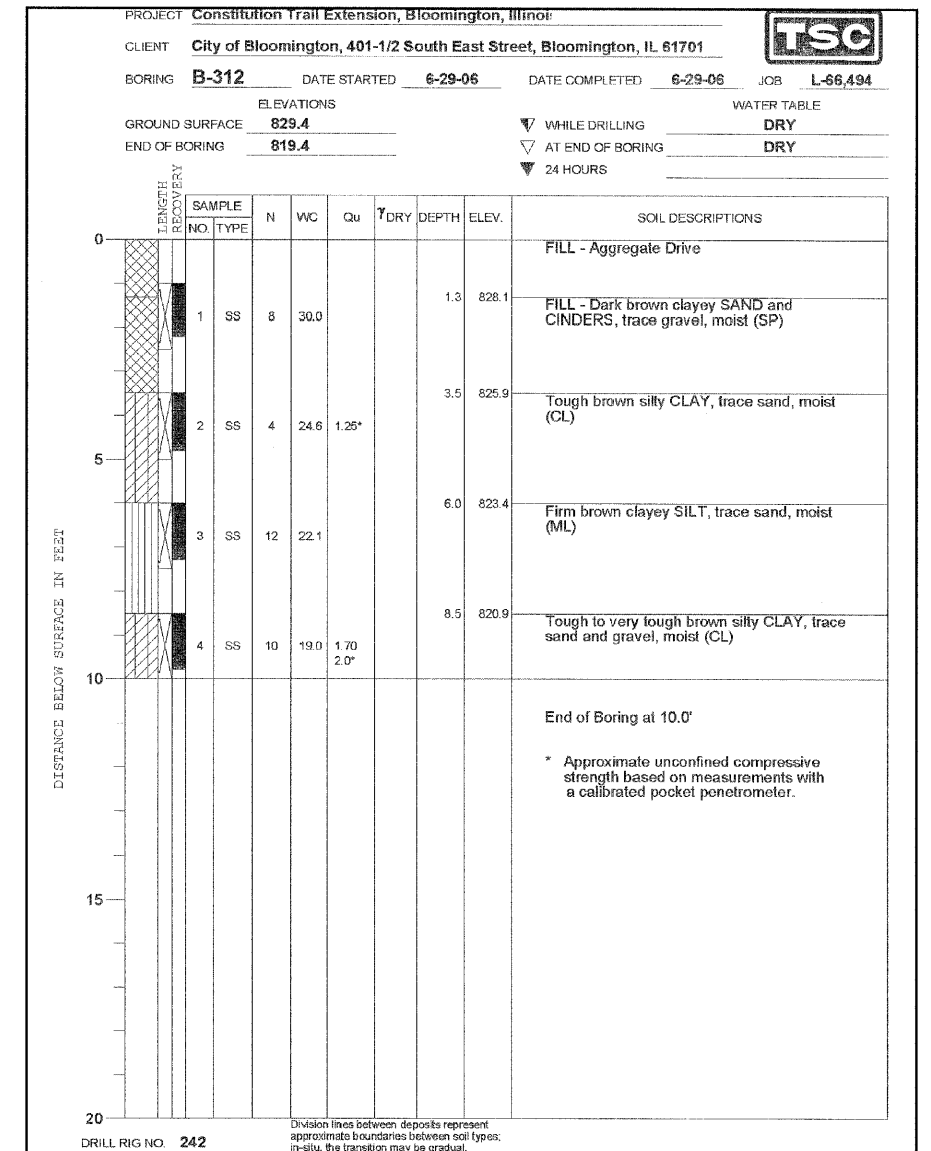 PROJECT Constitution Trail Extension, Bloomington, Illinois
TSC
CLIENT City of Bloomington, 401-1/2 South East Street, Bloomington, IL 61701
BORING B-312 DATE STARTED 6-29-06 DATE COMPLETED 6-29-06 JOB L-66,494
ELEVATIONS WATER TABLE
GROUND SURFACE 829.4 WHILE DRILLING DRY
END OF BORING 819.4 AT END OF BORING DRY
24 HOURS
LENGTH
RECOVERY
SAMPLE
NO. TYPE N WC Qu γDRY DEPTH ELEV. SOIL DESCRIPTIONS
0
FILL - Aggregate Drive
1.3 828.1
FILL - Dark brown clayey SAND and
1 SS 8 30.0 CINDERS, trace gravel, moist (SP)
3.5 825.9
Tough brown silty CLAY, trace sand, moist
(CL)
2 SS 4 24.6 1.25*
5
6.0 823.4
Firm brown clayey SILT, trace sand, moist
(ML)
3 SS 12 22.1
8.5 820.9
Tough to very tough brown silty CLAY, trace
sand and gravel, moist (CL)
4 SS 10 19.0 1.70
2.0*
10
End of Boring at 10.0'
* Approximate unconfined compressive
strength based on measurements with
a calibrated pocket penetrometer.
15
20
DISTANCE BELOW SURFACE IN FEET
DRILL RIG NO. 242
Division lines between deposits represent
approximate boundaries between soil types;
in-situ, the transition may be gradual.